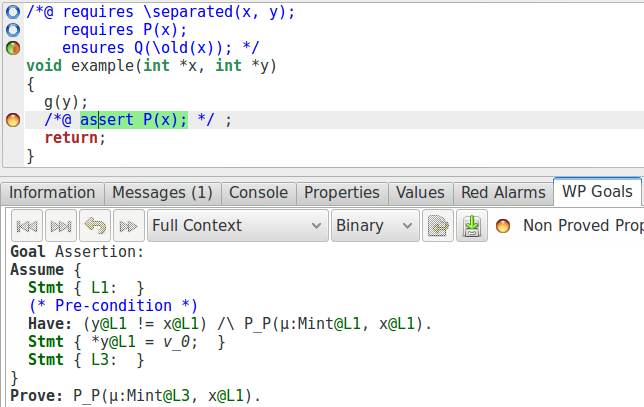 /*@ requires \separated(x, y);
requires P(x);
ensures Q(\old(x)); */
void example(int *x, int *y)
{
g(y);
/*@ assert P(x); */ ;
return;
}
Information Messages (1) Console Properties Values Red Alarms WP Goals
Full Context Binary Non Proved Prop
Goal Assertion:
Assume {
Stmt { L1: }
(* Pre-condition *)
Have: (y@L1 != x@L1) /\ P_P(µ:Mint@L1, x@L1).
Stmt { *y@L1 = v_0; }
Stmt { L3: }
}
Prove: P_P(µ:Mint@L3, x@L1).